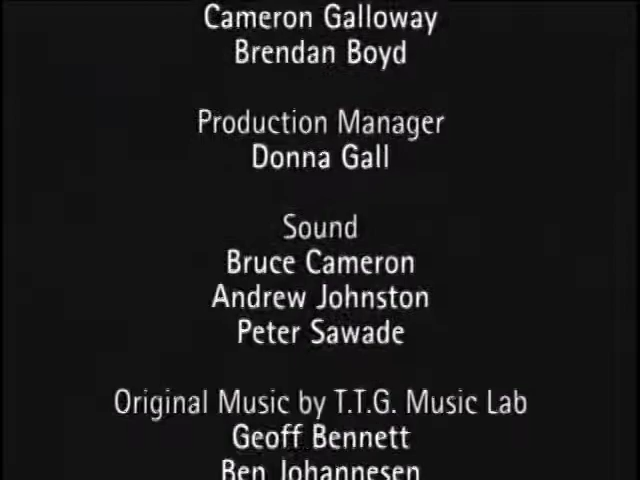 Cameron Galloway
Brendan Boyd
Production Manager
Donna Gall
Sound
Bruce Cameron
Andrew Johnston
Peter Sawade
Original Music by T.T.G. Music Lab
Geoff Bennett
Ben Johannesen